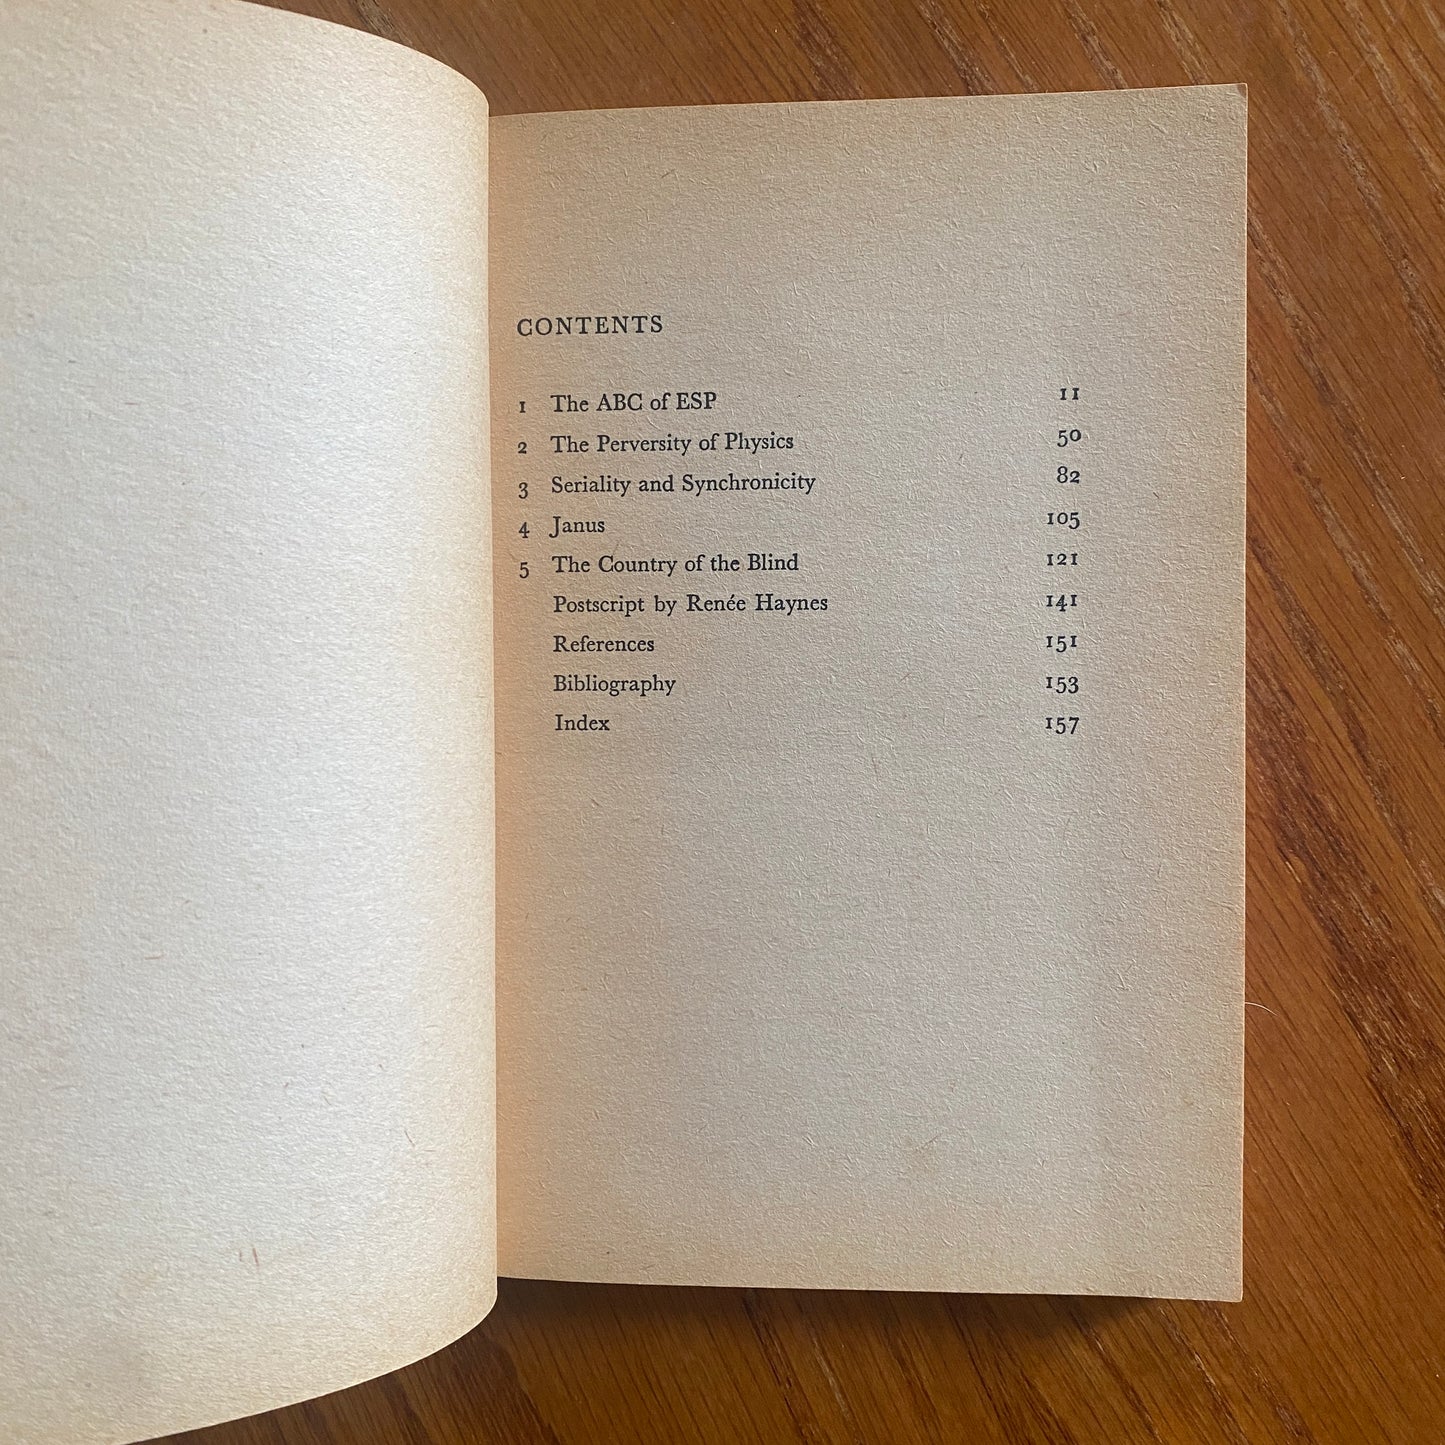 CONTENTS
1 The ABC of ESP 11
2 The Perversity of Physics 50
3 Seriality and Synchronicity 82
4 Janus 105
5 The Country of the Blind 121
Postscript by Renée Haynes 141
References 151
Bibliography 153
Index 157